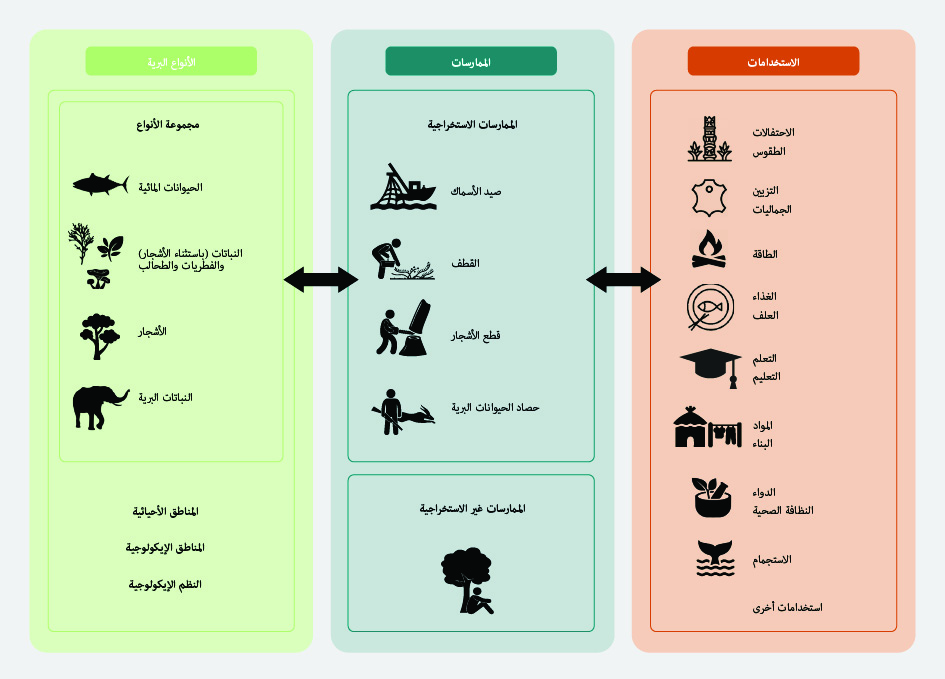 الأنواع البرية
مجموعة الأنواع
الحيوانات المائية
النباتات (باستثناء الأشجار)
والفطريات والطحالب
الأشجار
النباتات البرية
المناطق الأحيائية
المناطق الإيكولوجية
النظم الإيكولوجية
الممارسات
الممارسات الاستخراجية
صيد الأسماك
القطف
قطع الأشجار
حصاد الحيوانات البرية
الممارسات غير الاستخراجية
الاستخدامات
الاحتفالات
الطقوس
التزيين
الجماليات
الطاقة
الغذاء
العلف
التعلم
التعليم
المواد
البناء
الدواء
النظافة الصحية
الاستجمام
استخدامات أخرى